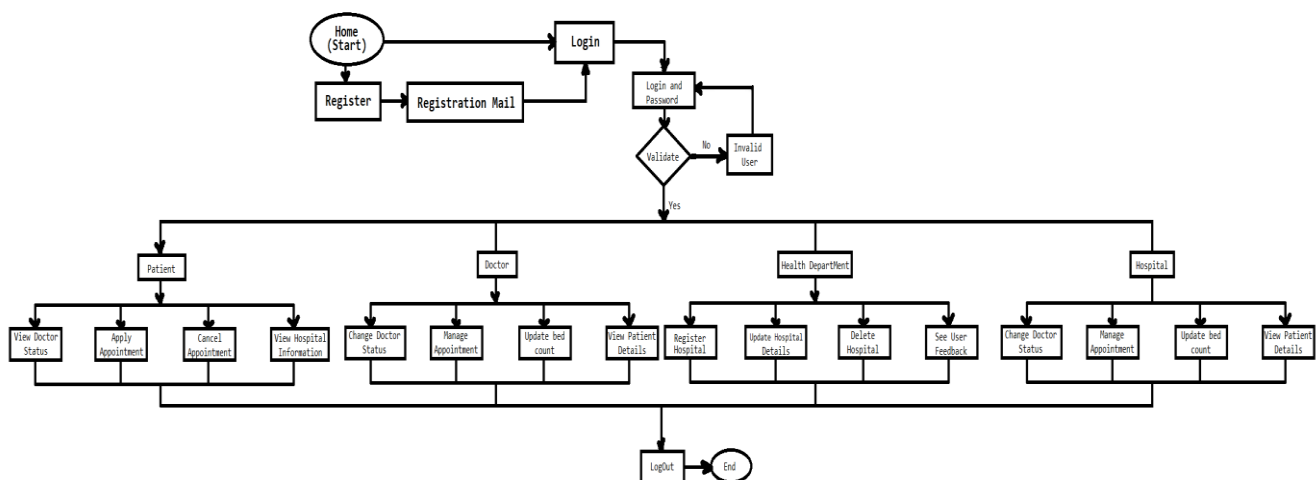 Home
(Start)
Login
Register
Registration Mail
Login and
Password
Validate
No
Invalid
User
Yes
Patient
Doctor
Health DepartMent
Hospital
View Doctor
Status
Apply
Appointment
Cancel
Appointment
View Hospital
Information
Change Doctor
Status
Manage
Appointment
Update bed
count
View Patient
Details
Register
Hospital
Update Hospital
Details
Delete
Hospital
See User
Feedback
Change Doctor
Status
Manage
Appointment
Update bed
count
View Patient
Details
LogOut
End